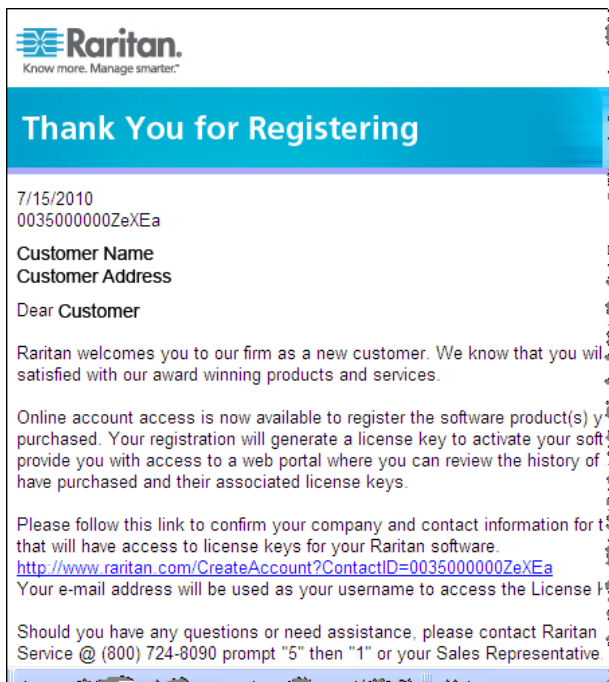 Raritan.
Know more. Manage smarter.™
Thank You for Registering
7/15/2010
0035000000ZeXEa
Customer Name
Customer Address
Dear Customer
Raritan welcomes you to our firm as a new customer. We know that you wil
satisfied with our award winning products and services.
Online account access is now available to register the software product(s) y
purchased. Your registration will generate a license key to activate your soft
provide you with access to a web portal where you can review the history of
have purchased and their associated license keys.
Please follow this link to confirm your company and contact information for t
that will have access to license keys for your Raritan software.
http://www.raritan.com/CreateAccount?ContactID=0035000000ZeXEa
Your e-mail address will be used as your username to access the License
Should you have any questions or need assistance, please contact Raritan
Service @ (800) 724-8090 prompt "5" then "1" or your Sales Representative.